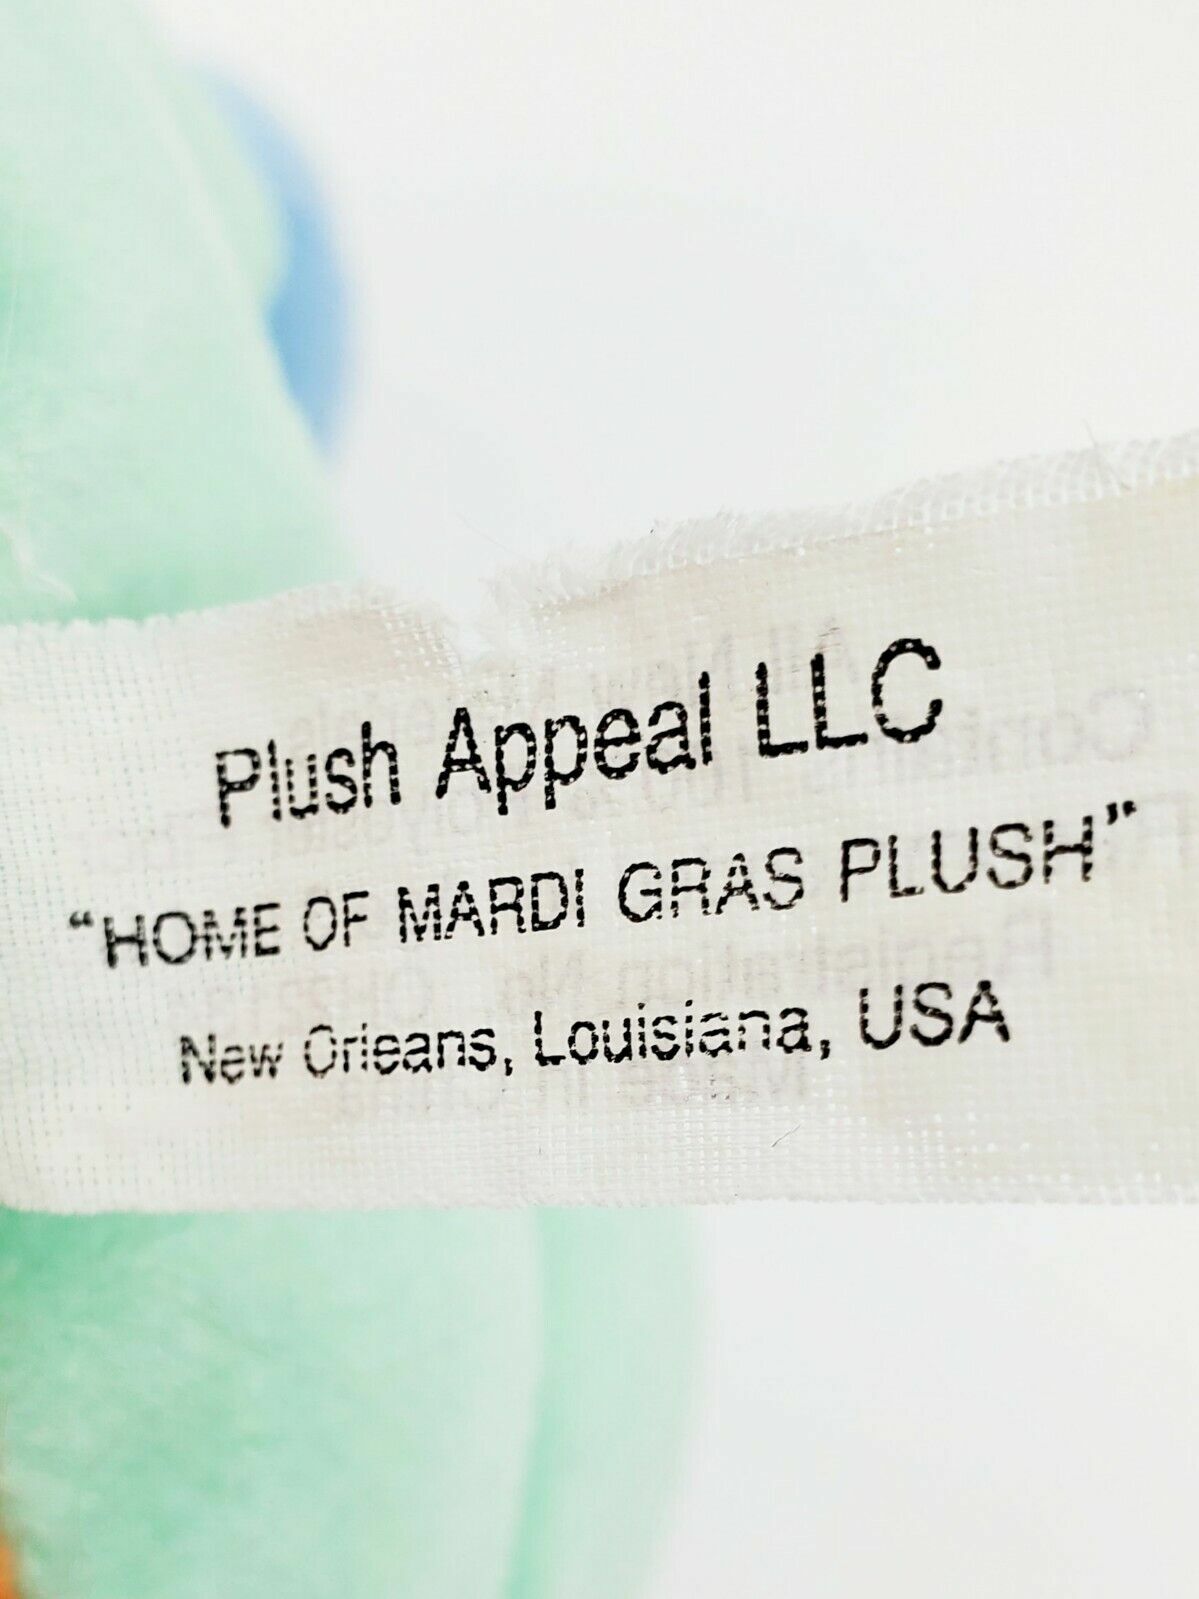 Plush Appeal LLC
“HOME OF MARDI GRAS PLUSH”
New Orleans, Louisiana, USA